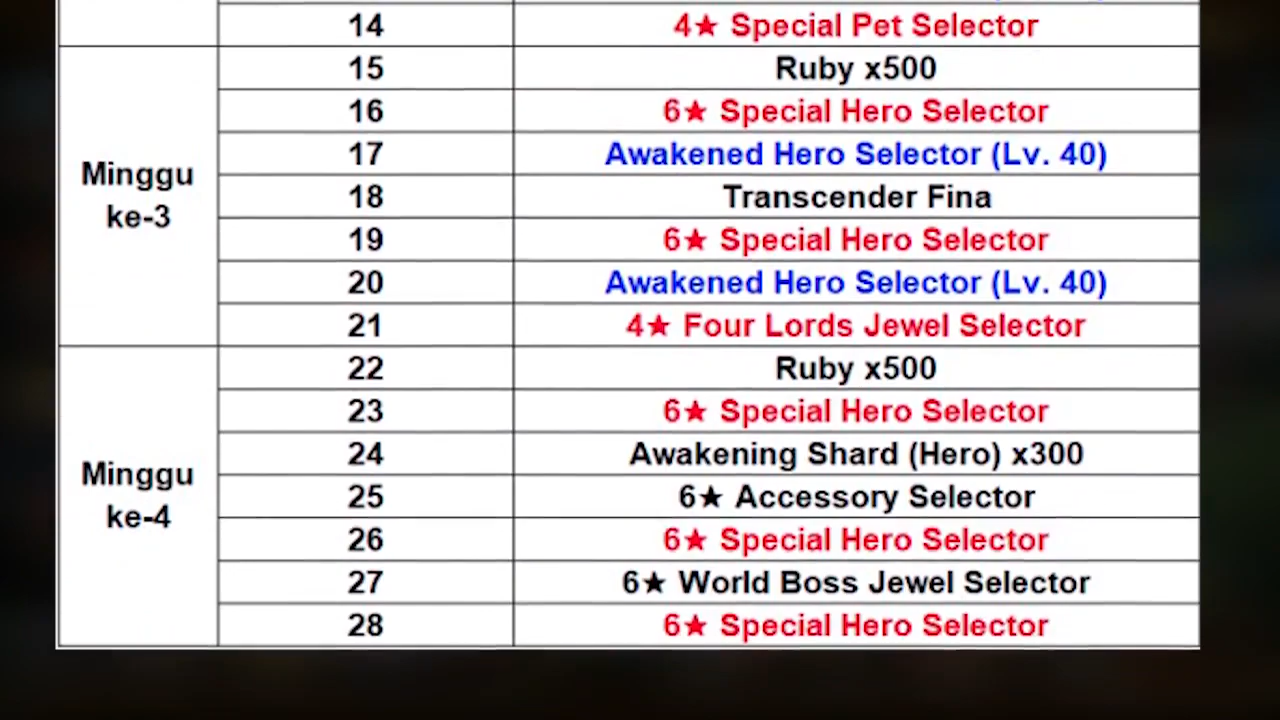 14 4★ Special Pet Selector
Minggu ke-3
15 Ruby x500
16 6★ Special Hero Selector
17 Awakened Hero Selector (Lv. 40)
18 Transcender Fina
19 6★ Special Hero Selector
20 Awakened Hero Selector (Lv. 40)
21 4★ Four Lords Jewel Selector
Minggu ke-4
22 Ruby x500
23 6★ Special Hero Selector
24 Awakening Shard (Hero) x300
25 6★ Accessory Selector
26 6★ Special Hero Selector
27 6★ World Boss Jewel Selector
28 6★ Special Hero Selector